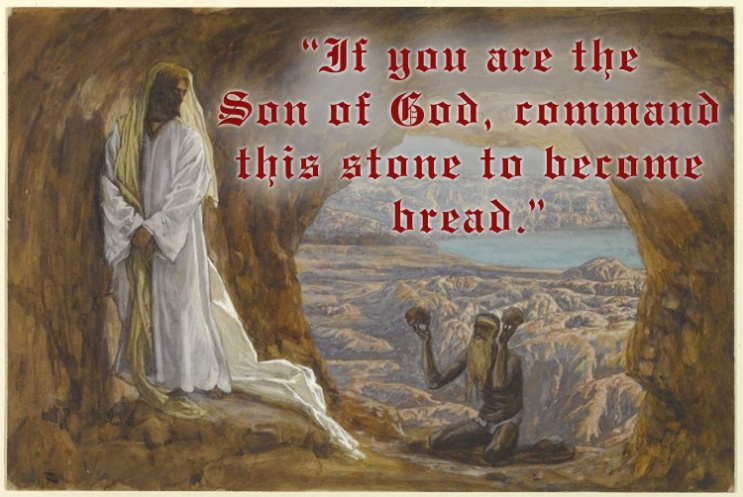 “If you are the
Son of God, command
this stone to become
bread.”